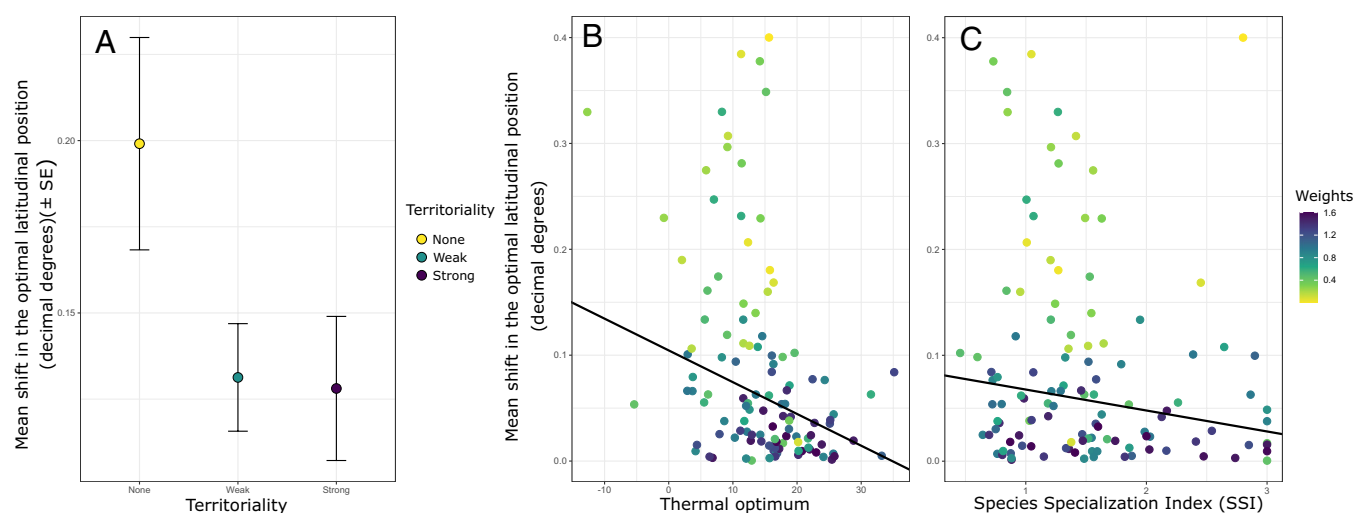 A
Mean shift in the optimal latitudinal position
(decimal degrees)(± SE)
0.20
0.15
None Weak Strong
Territoriality
Territoriality
None
Weak
Strong
B
Mean shift in the optimal latitudinal position
(decimal degrees)
0.4
0.3
0.2
0.1
0.0
-10 0 10 20 30
Thermal optimum
C
0.4
0.3
0.2
0.1
0.0
1 2 3
Species Specialization Index (SSI)
Weights
1.6
1.2
0.8
0.4